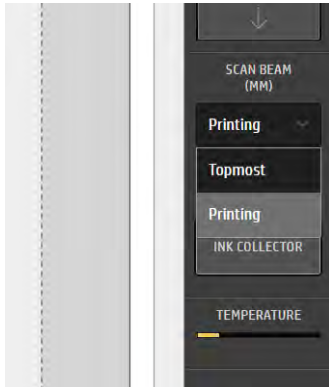 SCAN BEAM
(MM)
Printing
Topmost
Printing
INK COLLECTOR
TEMPERATURE